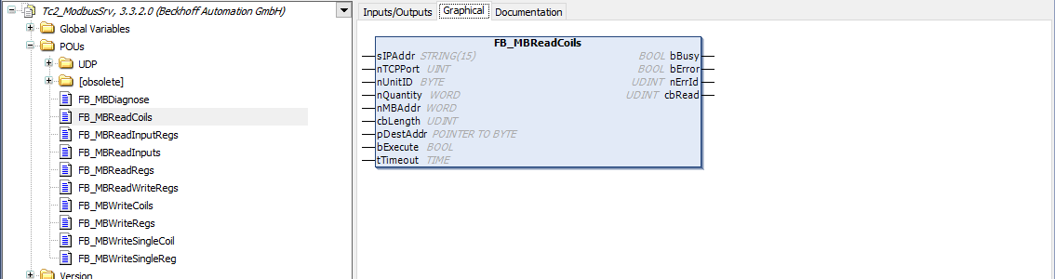 Tc2_ModbusSrv, 3.3.2.0 (Beckhoff Automation GmbH)
Global Variables
POUs
UDP
[obsolete]
FB_MBDiagnose
FB_MBReadCoils
FB_MBReadInputRegs
FB_MBReadInputs
FB_MBReadRegs
FB_MBReadWriteRegs
FB_MBWriteCoils
FB_MBWriteRegs
FB_MBWriteSingleCoil
FB_MBWriteSingleReg
Version
Inputs/Outputs Graphical Documentation
FB_MBReadCoils
sIPAddr STRING(15) BOOL bBusy
nTCPPort UINT BOOL bError
nUnitID BYTE UDINT nErrId
nQuantity WORD UDINT cbRead
nMBAddr WORD
cbLength UDINT
pDestAddr POINTER TO BYTE
bExecute BOOL
tTimeout TIME